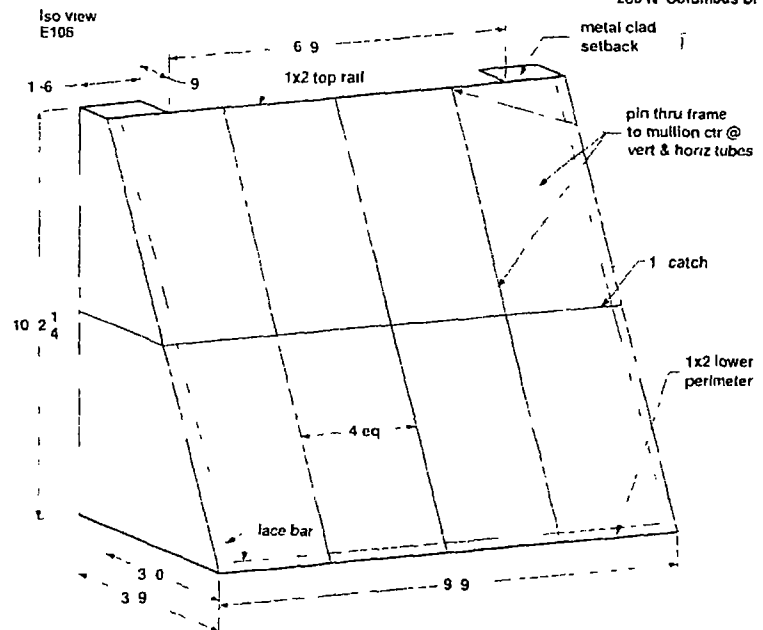 Iso view
E106
6 9
metal clad
setback
1-6
9
1x2 top rail
pin thru frame
to mullion ctr @
vert & horiz tubes
1 catch
10 2 1/4
1x2 lower
perimeter
4 eq
lace bar
3 0
3 9
9 9